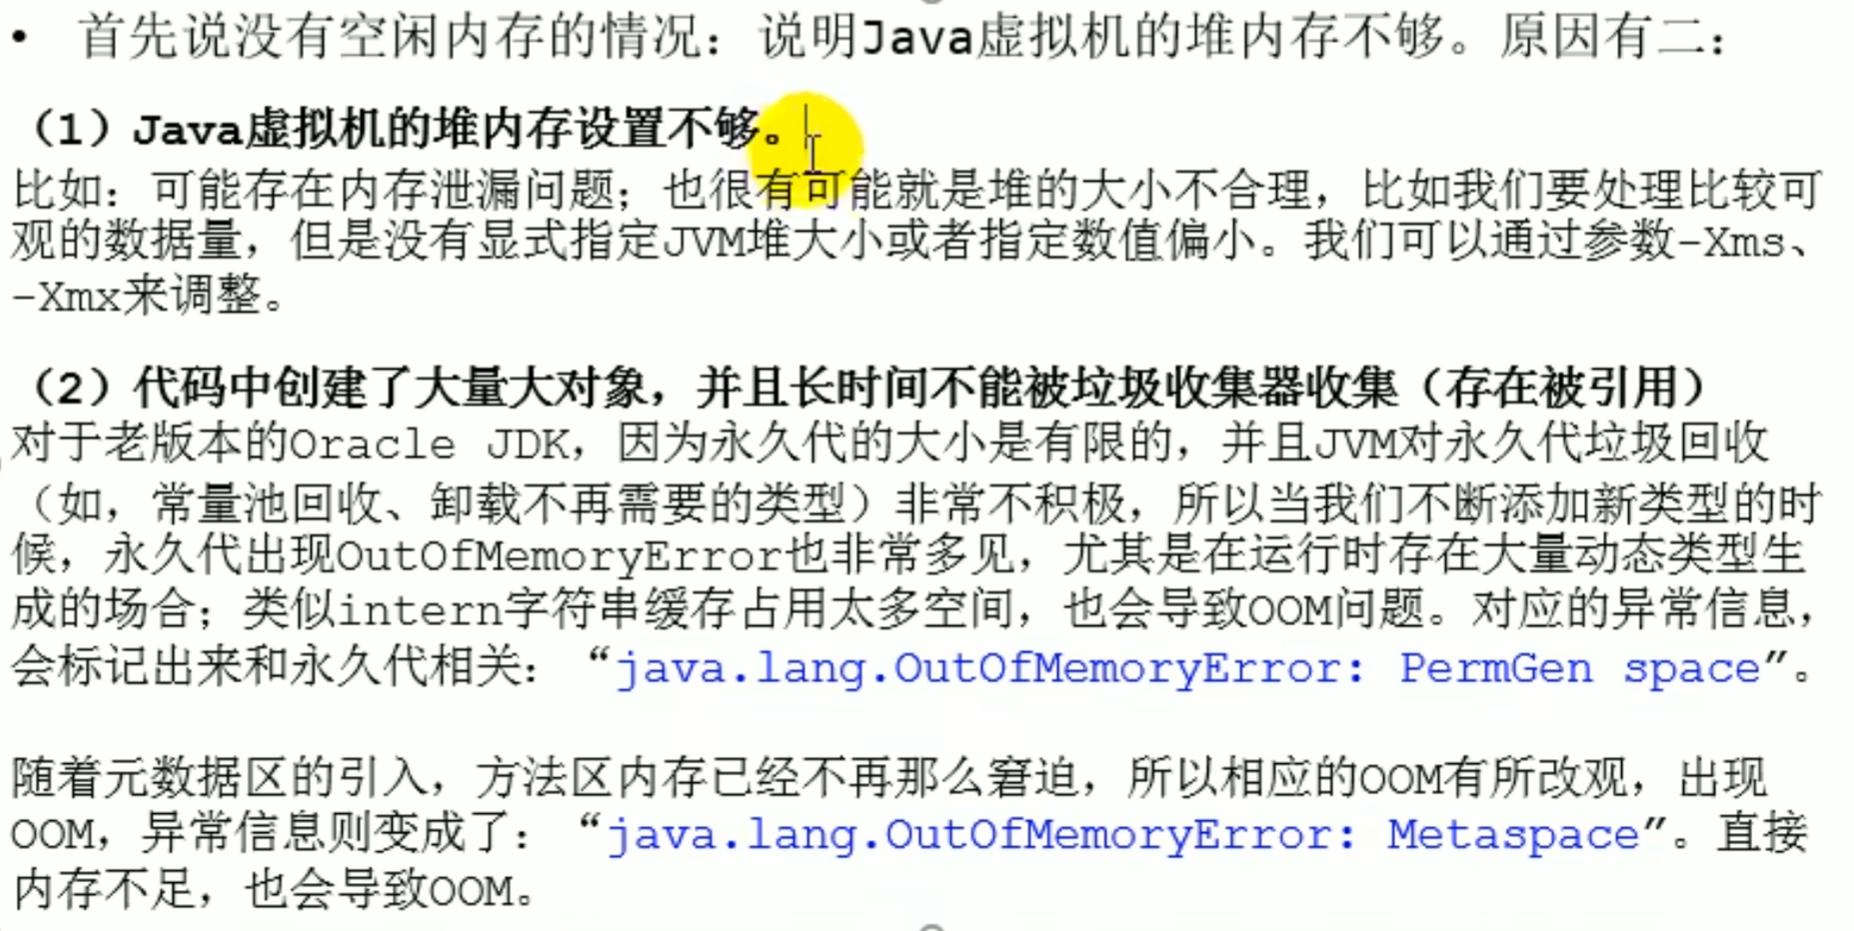 • 首先说没有空闲内存的情况：说明Java虚拟机的堆内存不够。原因有二：
（1）Java虚拟机的堆内存设置不够。
比如：可能存在内存泄漏问题；也很有可能就是堆的大小不合理，比如我们要处理比较可
观的数据量，但是没有显式指定JVM堆大小或者指定数值偏小。我们可以通过参数-Xms、
-Xmx来调整。
（2）代码中创建了大量大对象，并且长时间不能被垃圾收集器收集（存在被引用）
对于老版本的Oracle JDK，因为永久代的大小是有限的，并且JVM对永久代垃圾回收
（如，常量池回收、卸载不再需要的类型）非常不积极，所以当我们不断添加新类型的时
候，永久代出现OutOfMemoryError也非常多见，尤其是在运行时存在大量动态类型生
成的场合；类似intern字符串缓存占用太多空间，也会导致OOM问题。对应的异常信息，
会标记出来和永久代相关：“java.lang.OutOfMemoryError: PermGen space”。
随着元数据区的引入，方法区内存已经不再那么窘迫，所以相应的OOM有所改观，出现
OOM，异常信息则变成了：“java.lang.OutOfMemoryError: Metaspace”。直接
内存不足，也会导致OOM。